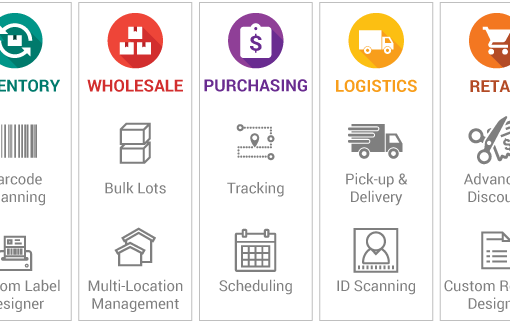 ENTORY
arcode
anning
om Label
esigner
WHOLESALE
Bulk Lots
Multi-Location
Management
PURCHASING
$
Tracking
Scheduling
LOGISTICS
Pick-up &
Delivery
ID Scanning
RETA
Advanc
Discou
Custom R
Design